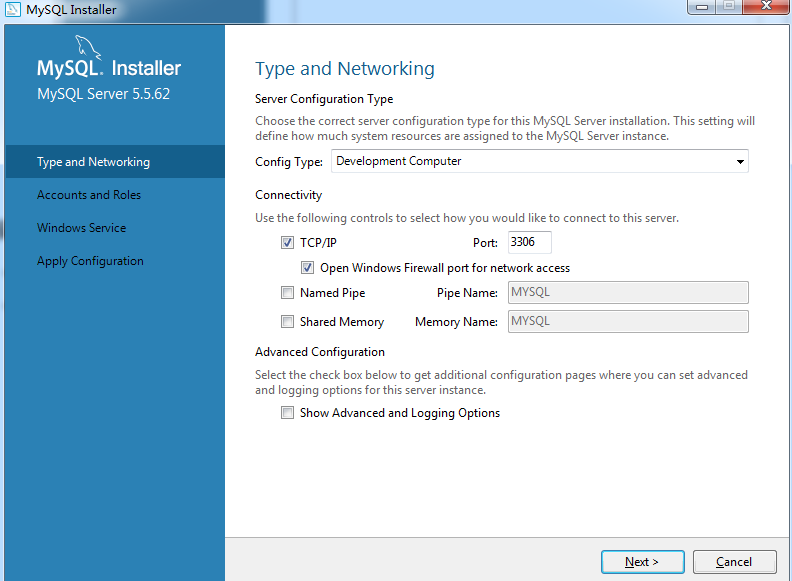 MySQL Installer
MySQL. Installer
MySQL Server 5.5.62
Type and Networking
Accounts and Roles
Windows Service
Apply Configuration
Type and Networking
Server Configuration Type
Choose the correct server configuration type for this MySQL Server installation. This setting will
define how much system resources are assigned to the MySQL Server instance.
Config Type: Development Computer
Connectivity
Use the following controls to select how you would like to connect to this server.
TCP/IP Port: 3306
Open Windows Firewall port for network access
Named Pipe Pipe Name: MYSQL
Shared Memory Memory Name: MYSQL
Advanced Configuration
Select the check box below to get additional configuration pages where you can set advanced
and logging options for this server instance.
Show Advanced and Logging Options
Next > Cancel